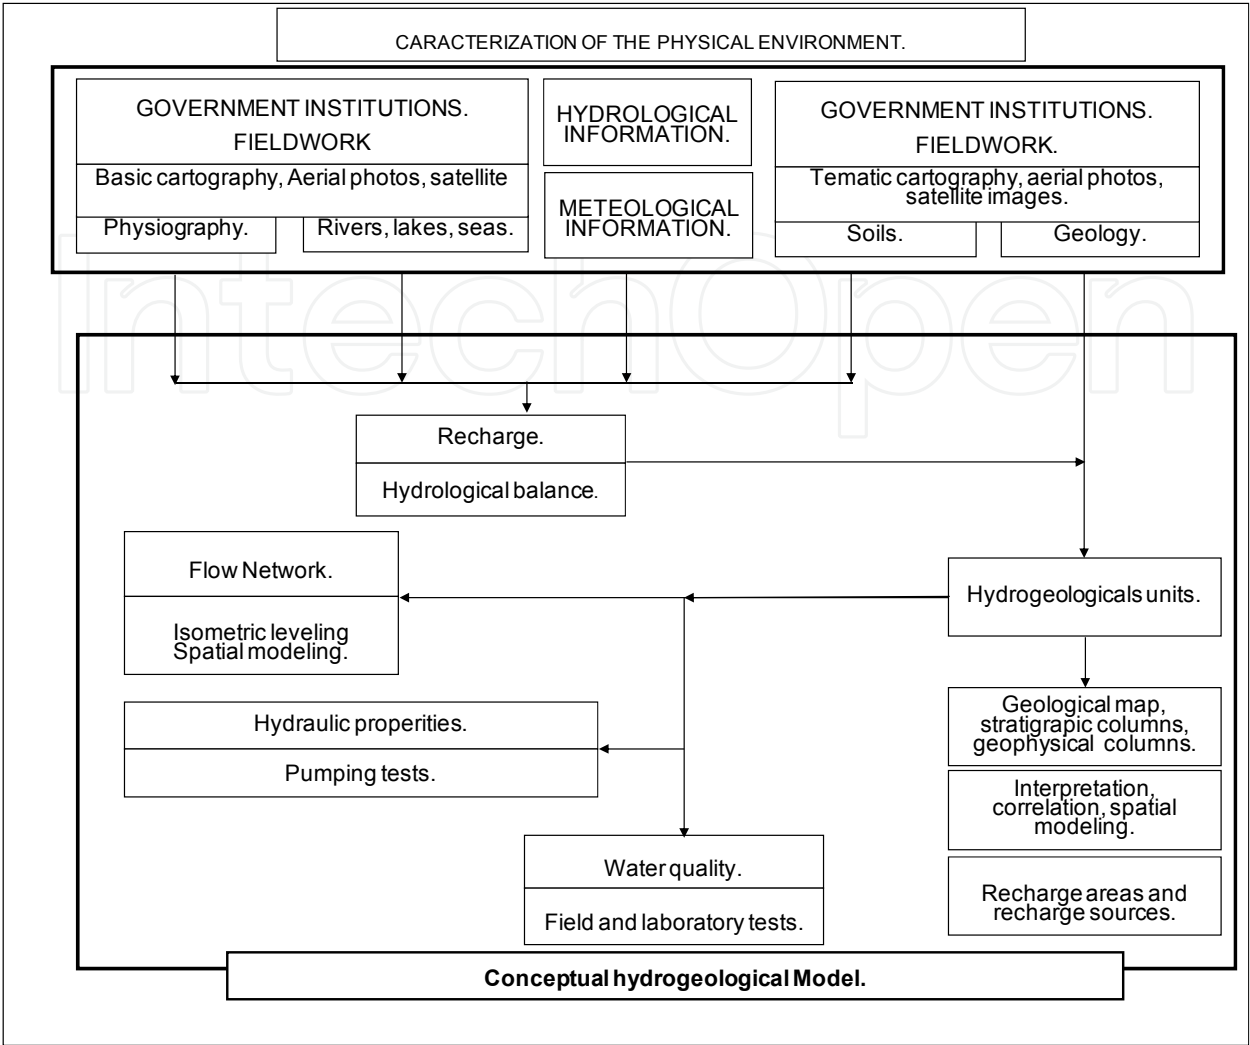 CARACTERIZATION OF THE PHYSICAL ENVIRONMENT.
GOVERNMENT INSTITUTIONS.
FIELDWORK
Basic cartography, Aerial photos, satellite
Physiography.
Rivers, lakes, seas.
HYDROLOGICAL
INFORMATION.
METEOLOGICAL
INFORMATION.
GOVERNMENT INSTITUTIONS.
FIELDWORK.
Tematic cartography, aerial photos,
satellite images.
Soils.
Geology.
IntechOpen
Recharge.
Hydrological balance.
Flow Network.
Isometric leveling
Spatial modeling.
Hydrogeologicals units.
Hydraulic properities.
Pumping tests.
Geological map,
stratigrapic columns,
geophysical columns.
Interpretation,
correlation, spatial
modeling.
Water quality.
Field and laboratory tests.
Recharge areas and
recharge sources.
Conceptual hydrogeological Model.